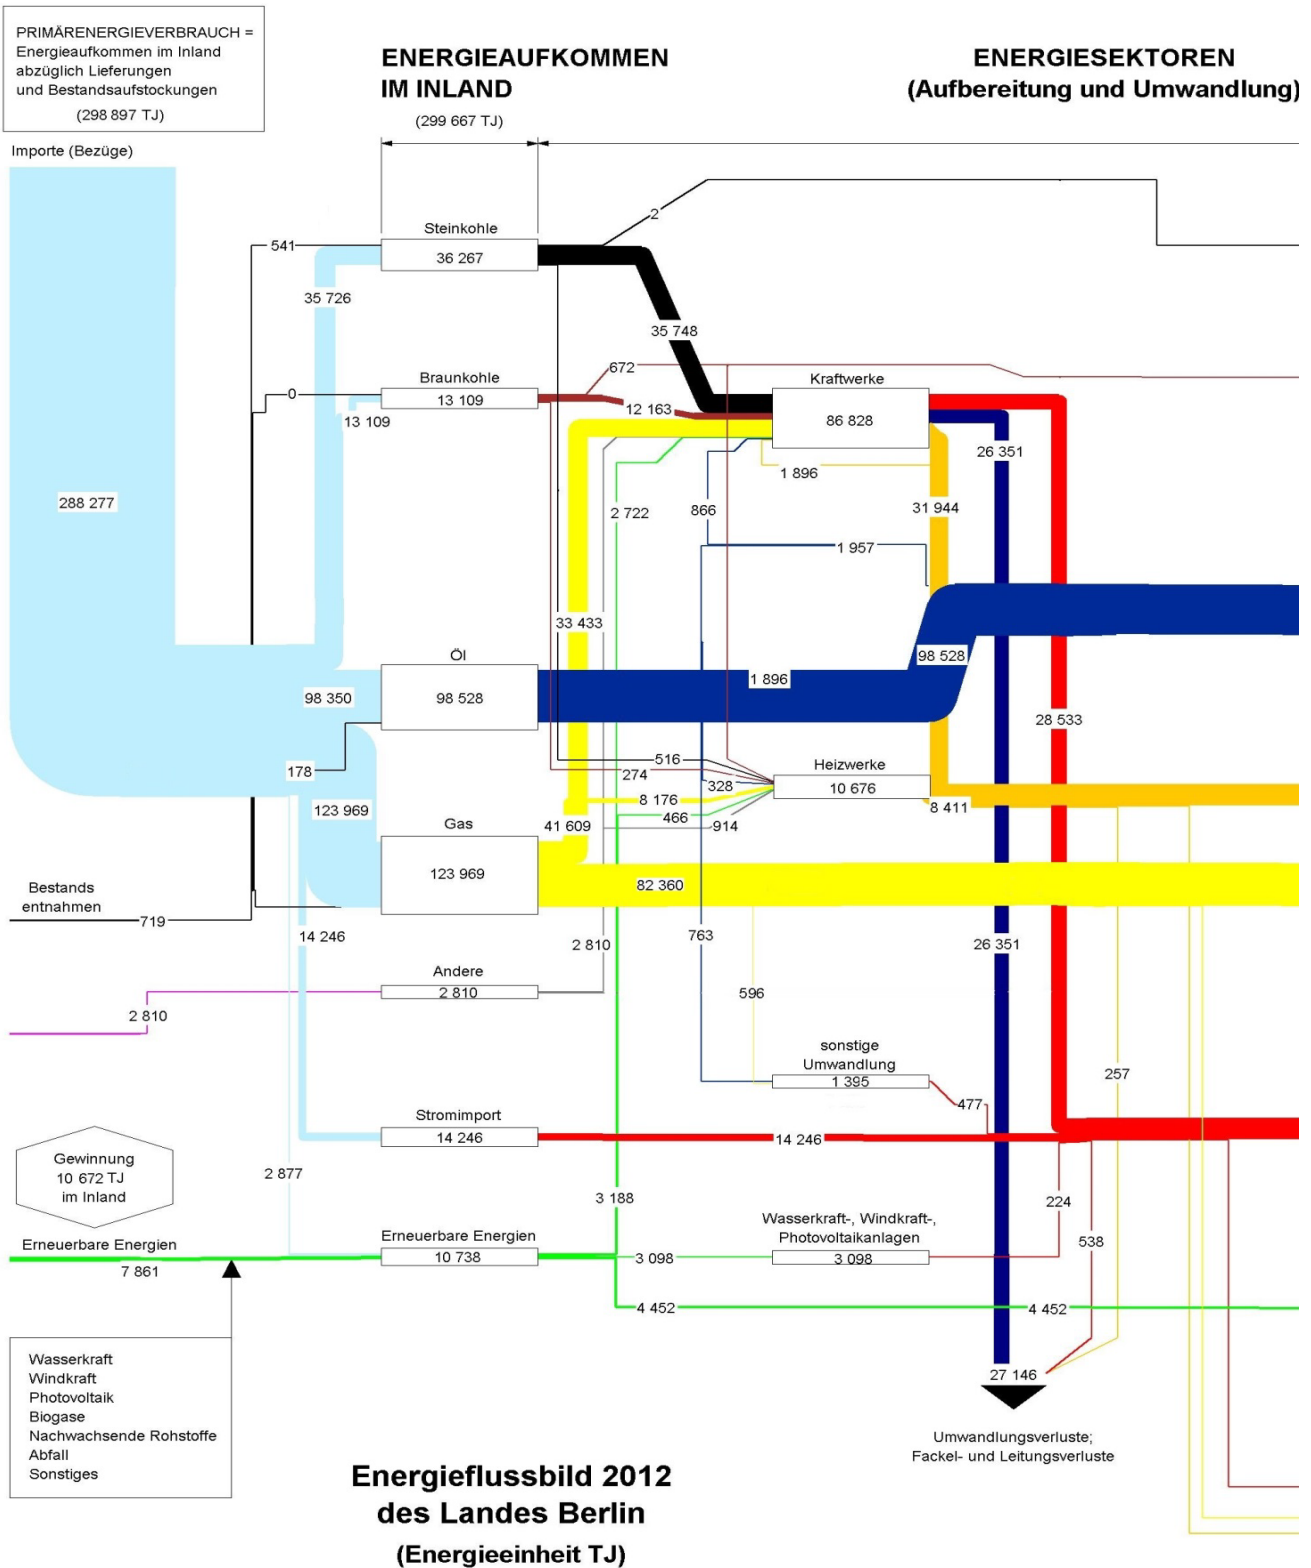 PRIMÄRENERGIEVERBRAUCH =
Energieaufkommen im Inland
abzüglich Lieferungen
und Bestandsaufstockungen
(298 897 TJ)
ENERGIEAUFKOMMEN
IM INLAND
(299 667 TJ)
ENERGIESEKTOREN
(Aufbereitung und Umwandlung)
Importe (Bezüge)
2
Steinkohle
36 267
541
35 726
35 748
672
Braunkohle
13 109
0
13 109
12 163
Kraftwerke
86 828
26 351
1 896
288 277
2 722
866
31 944
1 957
33 433
Öl
98 528
98 350
1 896
98 528
28 533
178
516
274
328
Heizwerke
10 676
8 411
8 176
466
914
123 969
41 609
Gas
123 969
82 360
Bestands
entnahmen
719
14 246
763
2 810
26 351
Andere
2 810
596
2 810
sonstige
Umwandlung
1 395
257
477
Stromimport
14 246
14 246
Gewinnung
10 672 TJ
im Inland
2 877
3 188
224
Wasserkraft-, Windkraft-,
Photovoltaikanlagen
3 098
3 098
538
Erneuerbare Energien
7 861
Erneuerbare Energien
10 738
4 452
4 452
Wasserkraft
Windkraft
Photovoltaik
Biogase
Nachwachsende Rohstoffe
Abfall
Sonstiges
27 146
Umwandlungsverluste;
Fackel- und Leitungsverluste
Energieflussbild 2012
des Landes Berlin
(Energieeinheit TJ)